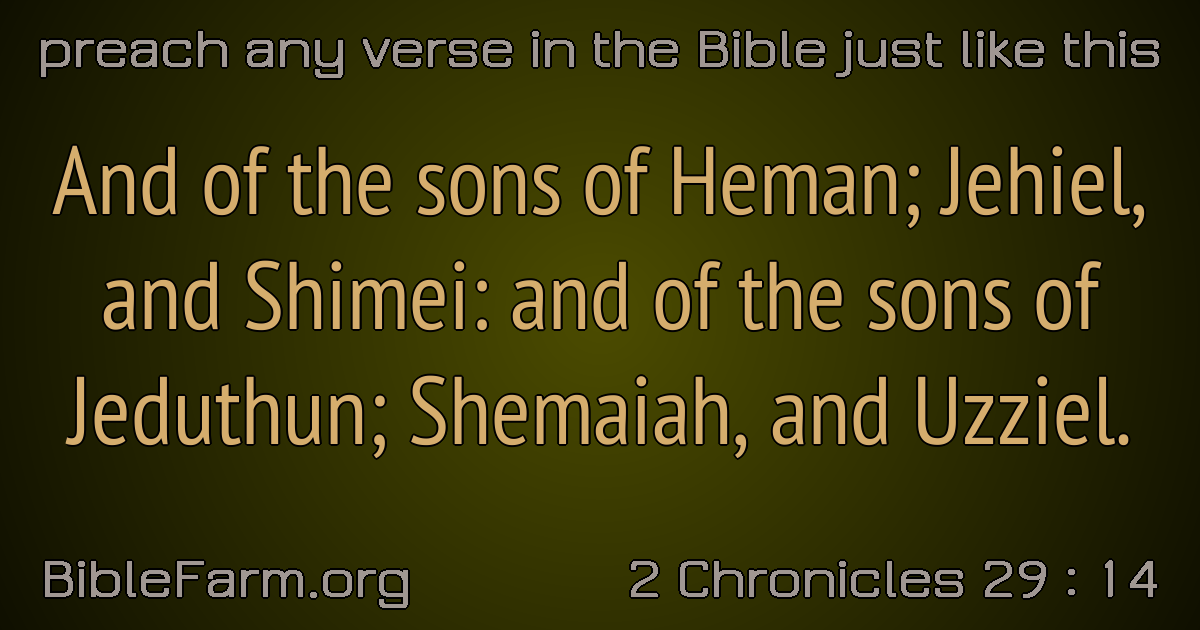 preach any verse in the Bible just like this
And of the sons of Heman; Jehiel,
and Shimei: and of the sons of
Jeduthun; Shemaiah, and Uzziel.
BibleFarm.org
2 Chronicles 29 : 14